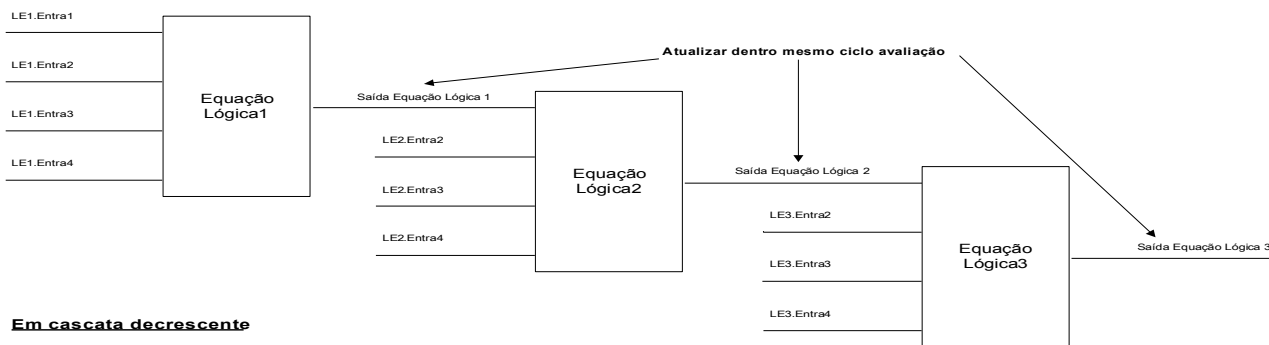 LE1.Entra1
LE1.Entra2
LE1.Entra3
LE1.Entra4
Equação
Lógica1
Atualizar dentro mesmo ciclo avaliação
Saída Equação Lógica 1
LE2.Entra2
LE2.Entra3
LE2.Entra4
Equação
Lógica2
Saída Equação Lógica 2
LE3.Entra2
LE3.Entra3
LE3.Entra4
Equação
Lógica3
Saída Equação Lógica 3
Em cascata decrescente